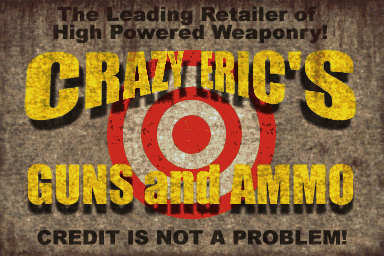 The Leading Retailer of
High Powered Weaponry!
CRAZY ERIC'S
GUNS and AMMO
CREDIT IS NOT A PROBLEM!